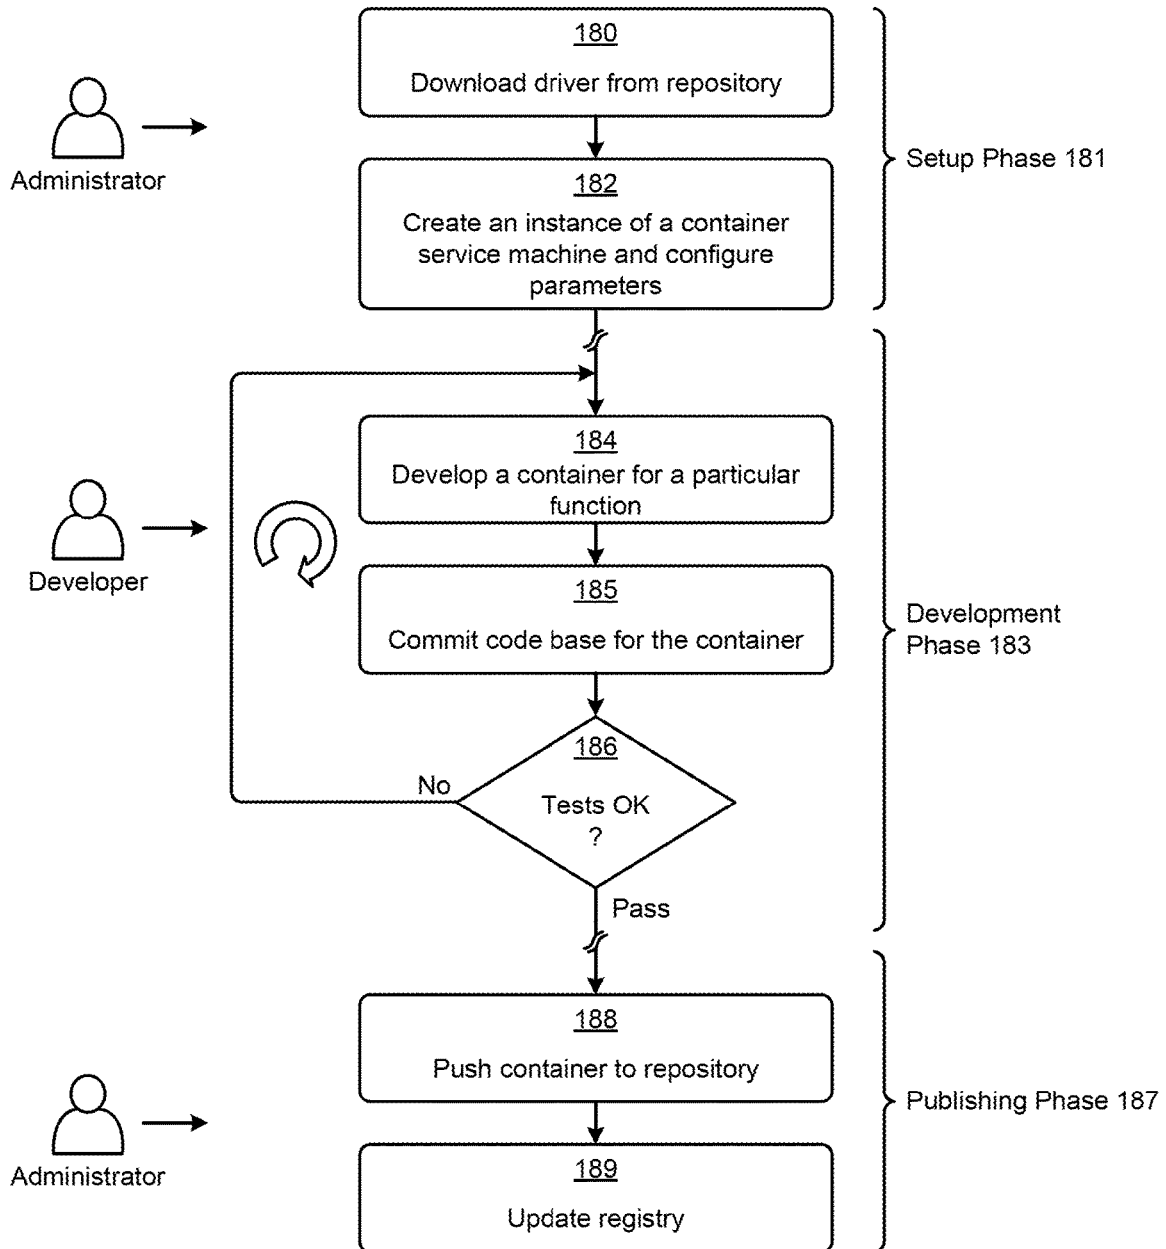 180
Download driver from repository
Administrator
Setup Phase 181
182
Create an instance of a container
service machine and configure
parameters
184
Develop a container for a particular
function
Developer
185
Commit code base for the container
Development
Phase 183
186
No
Tests OK
?
Pass
188
Push container to repository
Publishing Phase 187
Administrator
189
Update registry